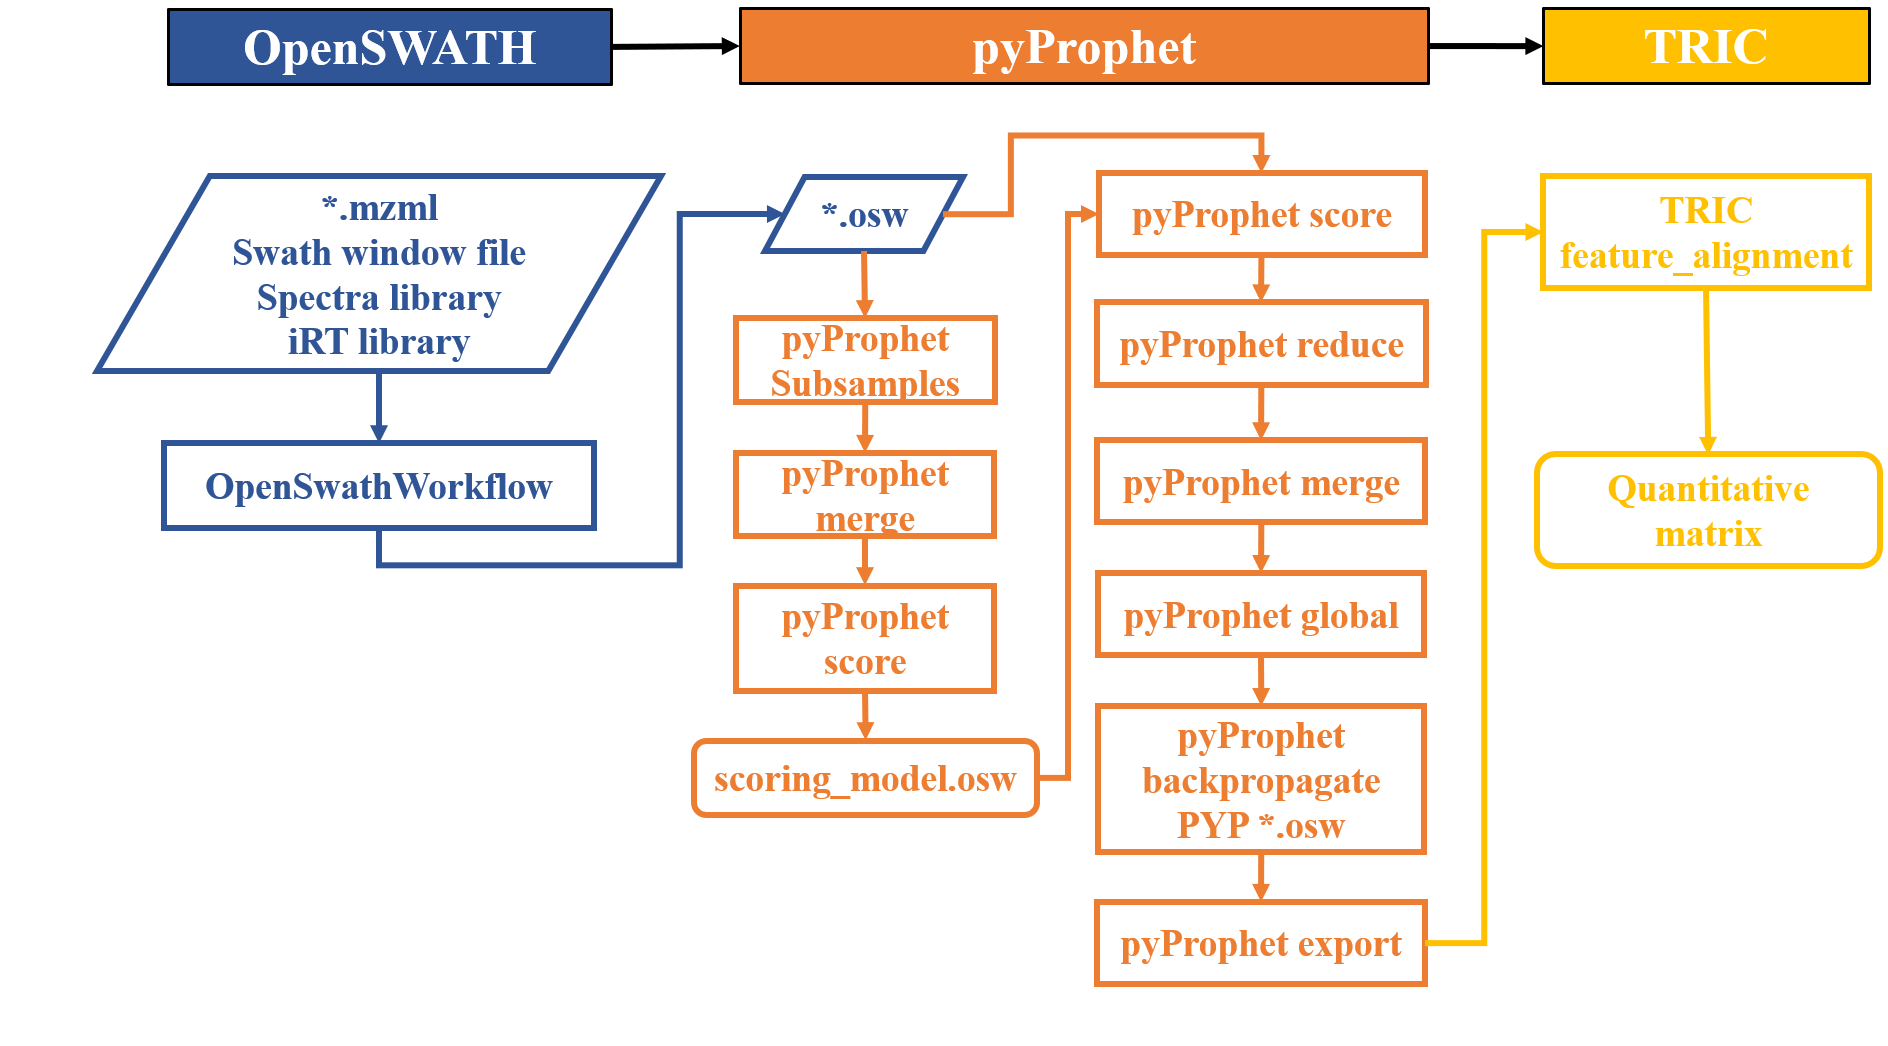 OpenSWATH
pyProphet
TRIC
*.mzml
Swath window file
Spectra library
iRT library
OpenSwathWorkflow
*.osw
pyProphet
Subsamples
pyProphet
merge
pyProphet
score
scoring_model.osw
pyProphet score
pyProphet reduce
pyProphet merge
pyProphet global
pyProphet
backpropagate
PYP *.osw
pyProphet export
TRIC
feature_alignment
Quantitative
matrix